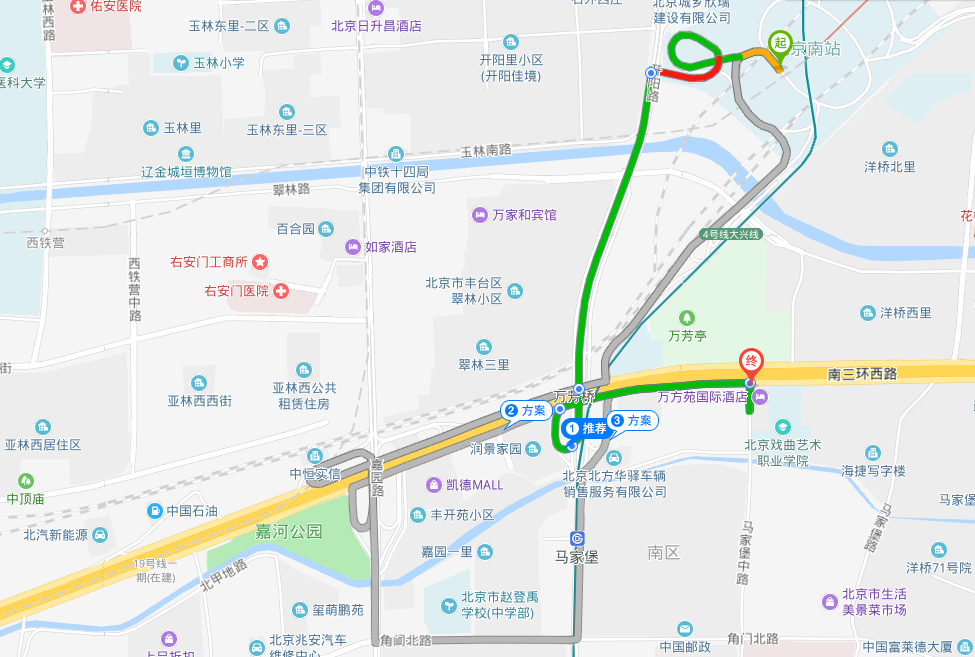 佑安医院
玉林东里-二区
北京日升昌酒店
北京城乡欣瑞
建设有限公司
起
京南站
玉林西路
医科大学
玉林小学
开阳里小区
(开阳佳境)
开阳路
玉林里
玉林东里-三区
辽金城垣博物馆
中铁十四局
集团有限公司
玉林南路
洋桥北里
翠林路
百合园
万家和宾馆
西铁营
如家酒店
4号线大兴线
右安门工商所
右安门医院
西铁营中路
北京市丰台区
翠林小区
洋桥西里
万芳亭
翠林三里
街
亚林西西街
亚林西公共
租赁住房
终
南三环西路
万芳桥
万方苑国际酒店
2 方案
1 推荐
3 方案
亚林西居住区
润景家园
北京戏曲艺术
职业学院
中恒实信
嘉园路
凯德MALL
北京北方华驿车辆
销售服务有限公司
海捷写字楼
中顶庙
中国石油
丰开苑小区
马家堡
北汽新能源
嘉河公园
嘉园一里
马家堡
南区
马家堡中路
马家堡路
洋桥71号院
19号线一
期(在建)
北甲地路
玺萌鹏苑
北京市赵登禹
学校(中学部)
北京市生活
美景菜市场
北京兆安汽车
维修中心
角门北路
中国邮政
角门北路
中国富莱德大厦